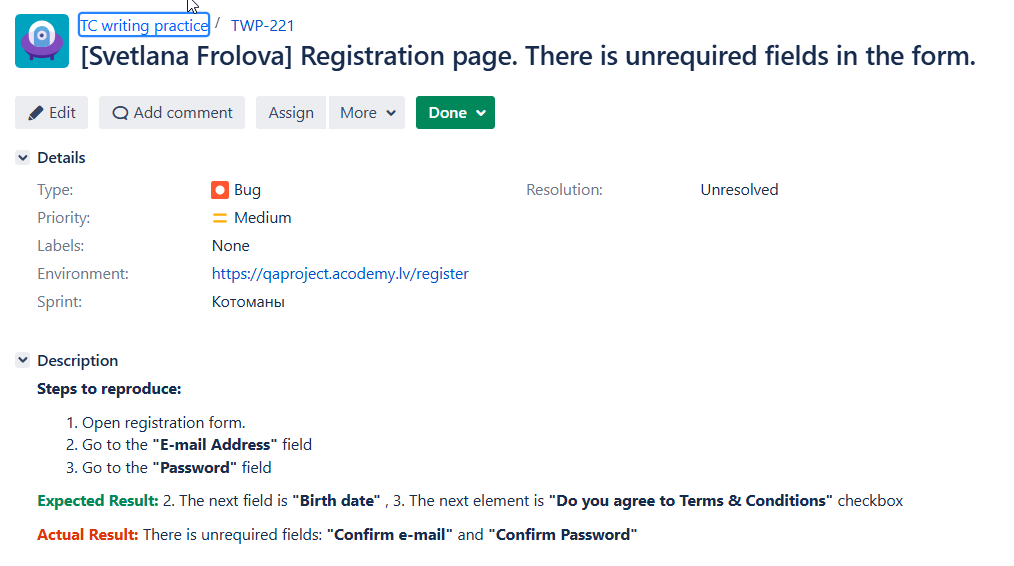 TC writing practice / TWP-221
[Svetlana Frolova] Registration page. There is unrequired fields in the form.
Edit Add comment Assign More Done
Details
Type: Bug Resolution: Unresolved
Priority: Medium
Labels: None
Environment: https://qaproject.acodemy.lv/register
Sprint: Котоманы
Description
Steps to reproduce:
1. Open registration form.
2. Go to the "E-mail Address" field
3. Go to the "Password" field
Expected Result: 2. The next field is "Birth date" , 3. The next element is "Do you agree to Terms & Conditions" checkbox
Actual Result: There is unrequired fields: "Confirm e-mail" and "Confirm Password"